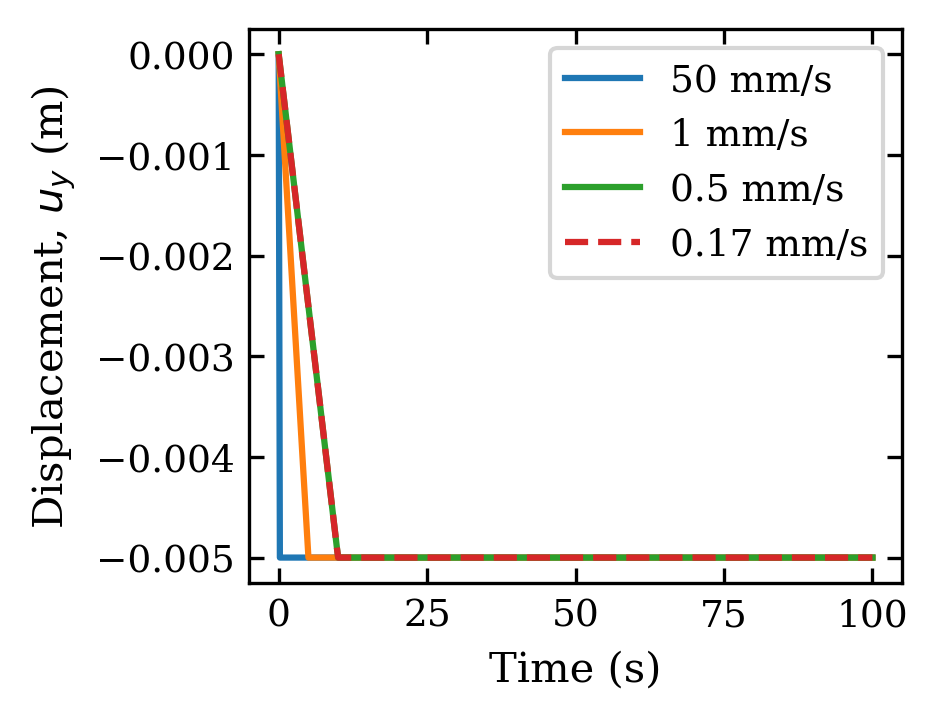 0.000
−0.001
−0.002
−0.003
−0.004
−0.005
Displacement, u_y (m)
50 mm/s
1 mm/s
0.5 mm/s
0.17 mm/s
0 25 50 75 100
Time (s)